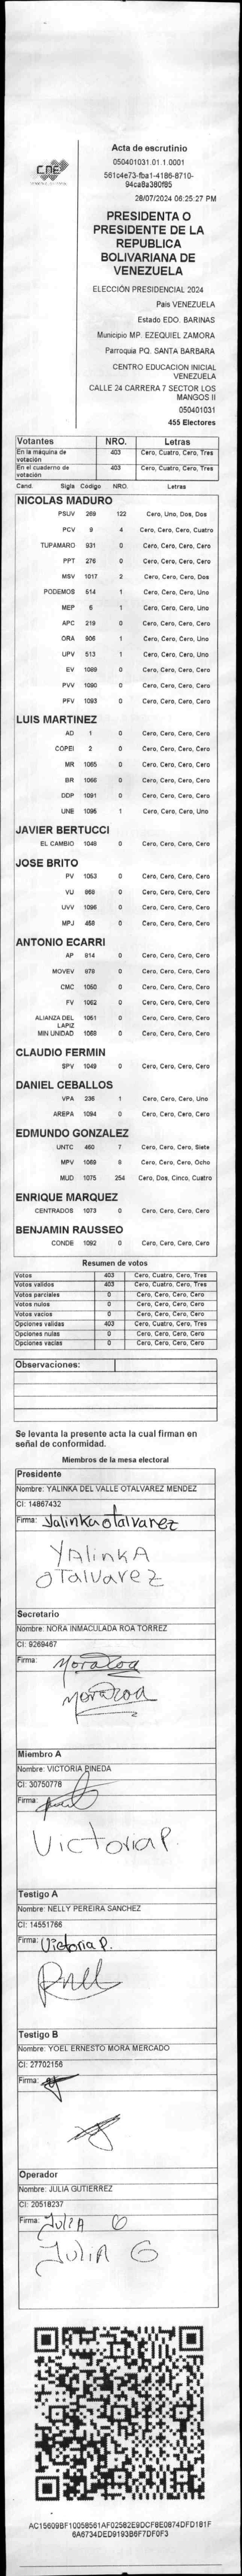 CNE
Acta de escrutinio
050401031.01.1.0001
561c4e73-fba1-4186-8710-
94ca8a380f85
28/07/2024 06:25:27 PM
PRESIDENTA O
PRESIDENTE DE LA
REPUBLICA
BOLIVARIANA DE
VENEZUELA
ELECCIÓN PRESIDENCIAL 2024
Pais VENEZUELA
Estado EDO. BARINAS
Municipio MP. EZEQUIEL ZAMORA
Parroquia PQ. SANTA BARBARA
CENTRO EDUCACION INICIAL
VENEZUELA
CALLE 24 CARRERA 7 SECTOR LOS
MANGOS II
050401031
455 Electores
Votantes NRO. Letras
En la máquina de votación 403 Cero, Cuatro, Cero, Tres
En el cuaderno de votación 403 Cero, Cuatro, Cero, Tres
Cand. Sigla Codigo NRO. Letras
NICOLAS MADURO
PSUV 269 122 Cero, Uno, Dos, Dos
PCV 9 4 Cero, Cero, Cero, Cuatro
TUPAMARO 931 0 Cero, Cero, Cero, Cero
PPT 276 0 Cero, Cero, Cero, Cero
MSV 1017 2 Cero, Cero, Cero, Dos
PODEMOS 514 1 Cero, Cero, Cero, Uno
MEP 5 1 Cero, Cero, Cero, Uno
APC 219 0 Cero, Cero, Cero, Cero
ORA 906 1 Cero, Cero, Cero, Uno
UPV 513 1 Cero, Cero, Cero, Uno
EV 1089 0 Cero, Cero, Cero, Cero
PVV 1090 0 Cero, Cero, Cero, Cero
PFV 1093 0 Cero, Cero, Cero, Cero
LUIS MARTINEZ
AD 1 0 Cero, Cero, Cero, Cero
COPEI 2 0 Cero, Cero, Cero, Cero
MR 1065 0 Cero, Cero, Cero, Cero
BR 1066 0 Cero, Cero, Cero, Cero
DDP 1091 0 Cero, Cero, Cero, Cero
UNE 1095 1 Cero, Cero, Cero, Uno
JAVIER BERTUCCI
EL CAMBIO 1048 0 Cero, Cero, Cero, Cero
JOSE BRITO
PV 1053 0 Cero, Cero, Cero, Cero
VU 868 0 Cero, Cero, Cero, Cero
UVV 1096 0 Cero, Cero, Cero, Cero
MPJ 458 0 Cero, Cero, Cero, Cero
ANTONIO ECARRI
AP 914 0 Cero, Cero, Cero, Cero
MOVEV 978 0 Cero, Cero, Cero, Cero
CMC 1050 0 Cero, Cero, Cero, Cero
FV 1052 0 Cero, Cero, Cero, Cero
ALIANZA DEL LAPIZ 1051 0 Cero, Cero, Cero, Cero
MIN UNIDAD 1068 0 Cero, Cero, Cero, Cero
CLAUDIO FERMIN
SPV 1049 0 Cero, Cero, Cero, Cero
DANIEL CEBALLOS
VPA 236 1 Cero, Cero, Cero, Uno
AREPA 1094 0 Cero, Cero, Cero, Cero
EDMUNDO GONZALEZ
UNTC 460 7 Cero, Cero, Cero, Siete
MPV 1069 8 Cero, Cero, Cero, Ocho
MUD 1075 254 Cero, Dos, Cinco, Cuatro
ENRIQUE MARQUEZ
CENTRADOS 1073 0 Cero, Cero, Cero, Cero
BENJAMIN RAUSSEO
CONDE 1092 0 Cero, Cero, Cero, Cero
Resumen de votos
Votos 403 Cero, Cuatro, Cero, Tres
Votos validos 403 Cero, Cuatro, Cero, Tres
Votos parciales 0 Cero, Cero, Cero, Cero
Votos nulos 0 Cero, Cero, Cero, Cero
Votos vacios 0 Cero, Cero, Cero, Cero
Opciones validas 403 Cero, Cuatro, Cero, Tres
Opciones nulas 0 Cero, Cero, Cero, Cero
Opciones vacias 0 Cero, Cero, Cero, Cero
Observaciones:
Se levanta la presente acta la cual firman en
señal de conformidad.
Miembros de la mesa electoral
Presidente
Nombre: YALINKA DEL VALLE OTALVAREZ MENDEZ
CI: 14867432
Firma: Yalinka otalvarez
YAlinkA
OTalvarez
Secretario
Nombre: NORA INMACULADA ROA TORREZ
CI: 9269467
Firma: Nora Roa
Nora Roa
Miembro A
Nombre: VICTORIA PINEDA
CI: 30750778
Firma:
Victoria P.
Testigo A
Nombre: NELLY PEREIRA SANCHEZ
CI: 14551766
Firma: Victoria P.
Testigo B
Nombre: YOEL ERNESTO MORA MERCADO
CI: 27702156
Firma:
Operador
Nombre: JULIA GUTIERREZ
CI: 20518237
Firma: Julia G
Julia G
AC15609BF10058561AF02582E9DCF8E0874DFD181F
6A6734DED9193B6F7DF0F3